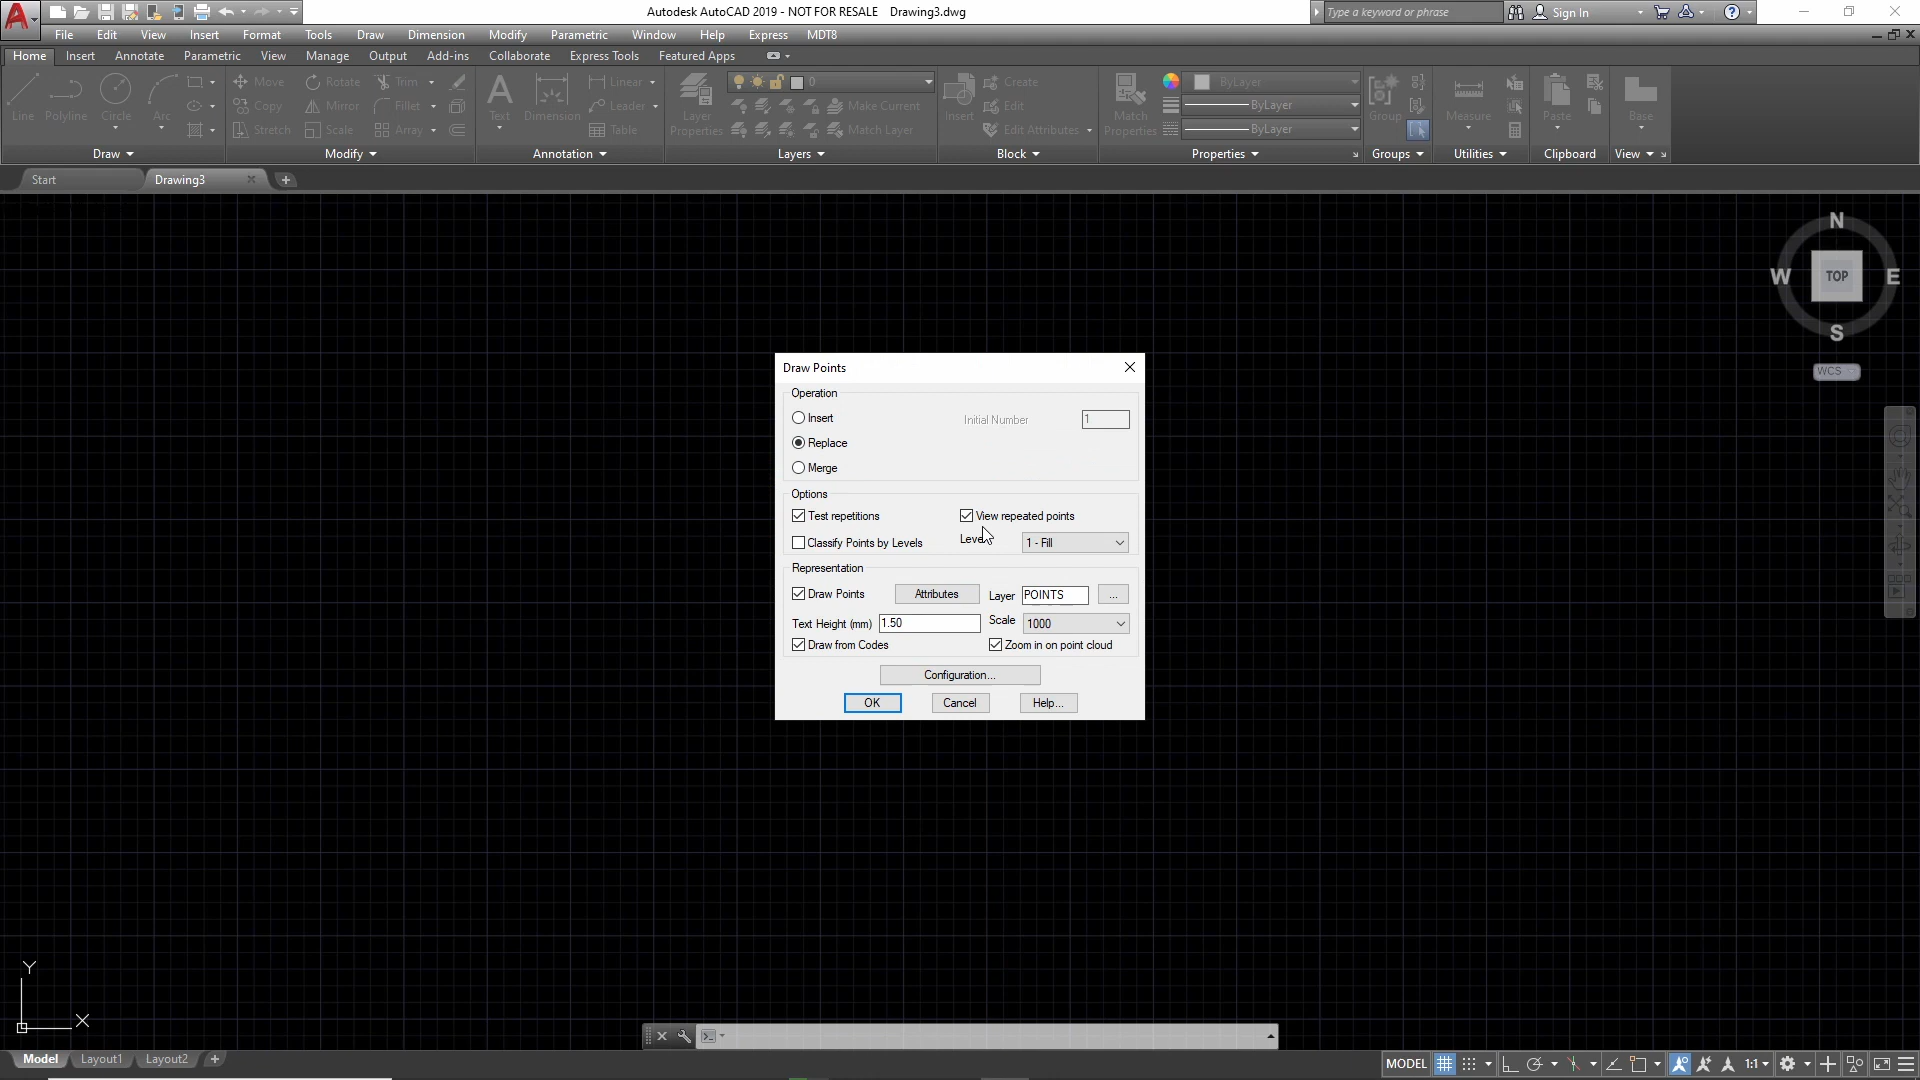 Autodesk AutoCAD 2019 - NOT FOR RESALE Drawing3.dwg
Type a keyword or phrase
Sign In
File Edit View Insert Format Tools Draw Dimension Modify Parametric Window Help Express MDT8
Home Insert Annotate Parametric View Manage Output Add-ins Collaborate Express Tools Featured Apps
Line Polyline Circle Arc
Move Rotate Trim
Copy Mirror Fillet
Stretch Scale Array
Text Dimension
Linear
Leader
Table
Layer
Properties
0
Make Current
Match Layer
Insert
Create
Edit
Edit Attributes
Match
Properties
ByLayer
ByLayer
ByLayer
Group
Measure
Paste
Base
Draw Modify Annotation Layers Block Properties Groups Utilities Clipboard View
Start Drawing3
N
W TOP E
S
WCS
Draw Points
Operation
Insert Initial Number 1
Replace
Merge
Options
Test repetitions View repeated points
Classify Points by Levels 1 - Fill
Representation
Draw Points Attributes Layer POINTS ...
Text Height (mm) 1.50 Scale 1000
Draw from Codes Zoom in on point cloud
Configuration...
OK Cancel Help...
Y
X
Model Layout1 Layout2
MODEL 1:1